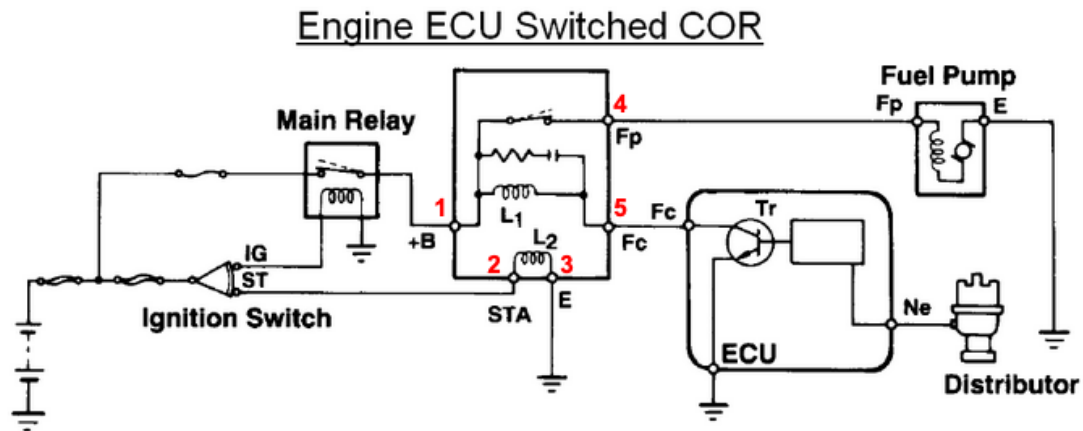 Engine ECU Switched COR
Fuel Pump
Main Relay
4
Fp
Fp
E
1
+B
L1
5
Fc
Fc
Tr
L2
2
3
IG
ST
STA
E
Ignition Switch
Ne
ECU
Distributor